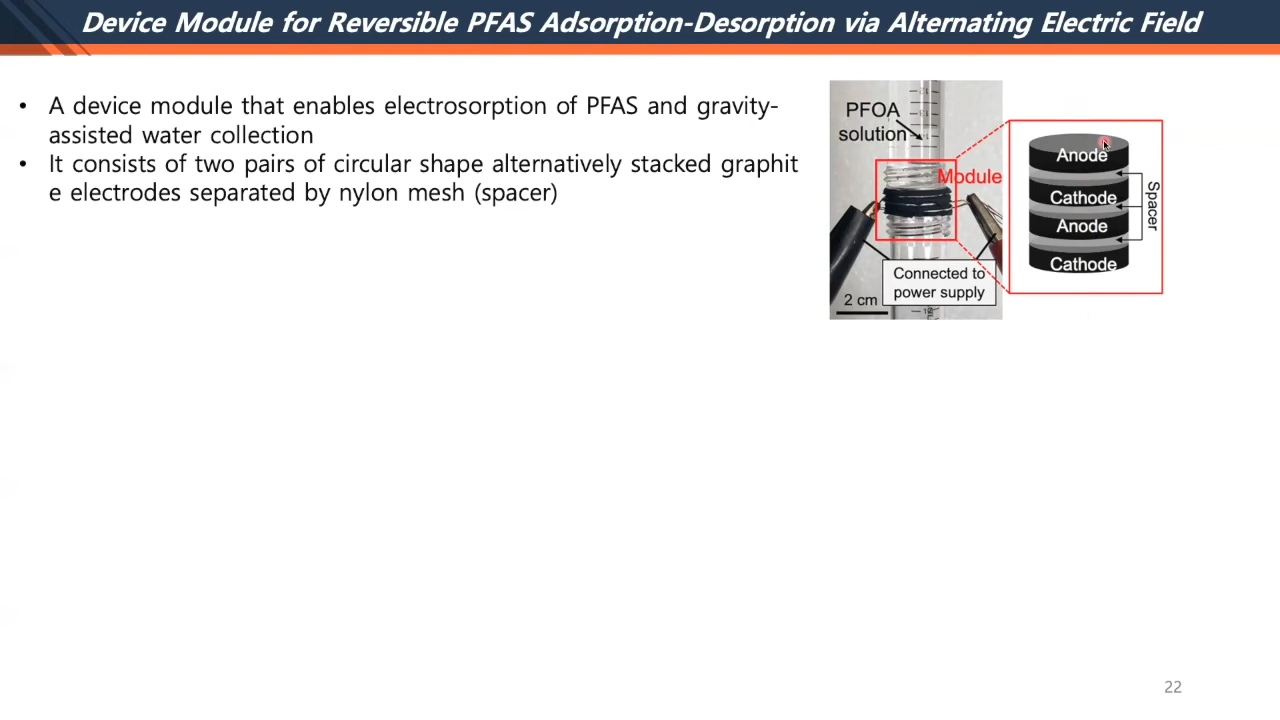 Device Module for Reversible PFAS Adsorption-Desorption via Alternating Electric Field
• A device module that enables electrosorption of PFAS and gravity-
assisted water collection
• It consists of two pairs of circular shape alternatively stacked graphit
e electrodes separated by nylon mesh (spacer)
PFOA
solution
Module
Connected to
power supply
2 cm
Anode
Cathode
Anode
Cathode
Spacer
22